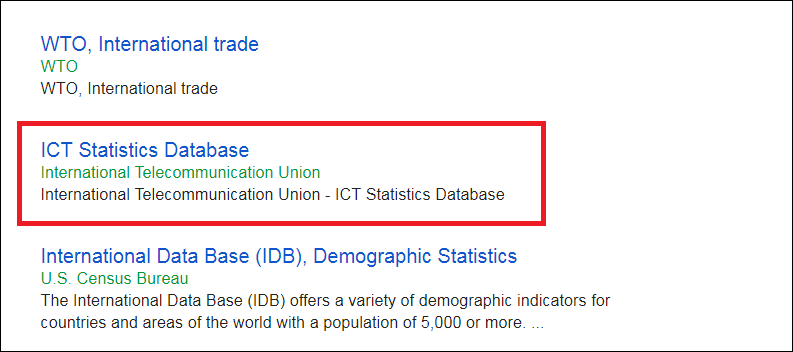 WTO, International trade
WTO
WTO, International trade
ICT Statistics Database
International Telecommunication Union
International Telecommunication Union - ICT Statistics Database
International Data Base (IDB), Demographic Statistics
U.S. Census Bureau
The International Data Base (IDB) offers a variety of demographic indicators for
countries and areas of the world with a population of 5,000 or more. ...